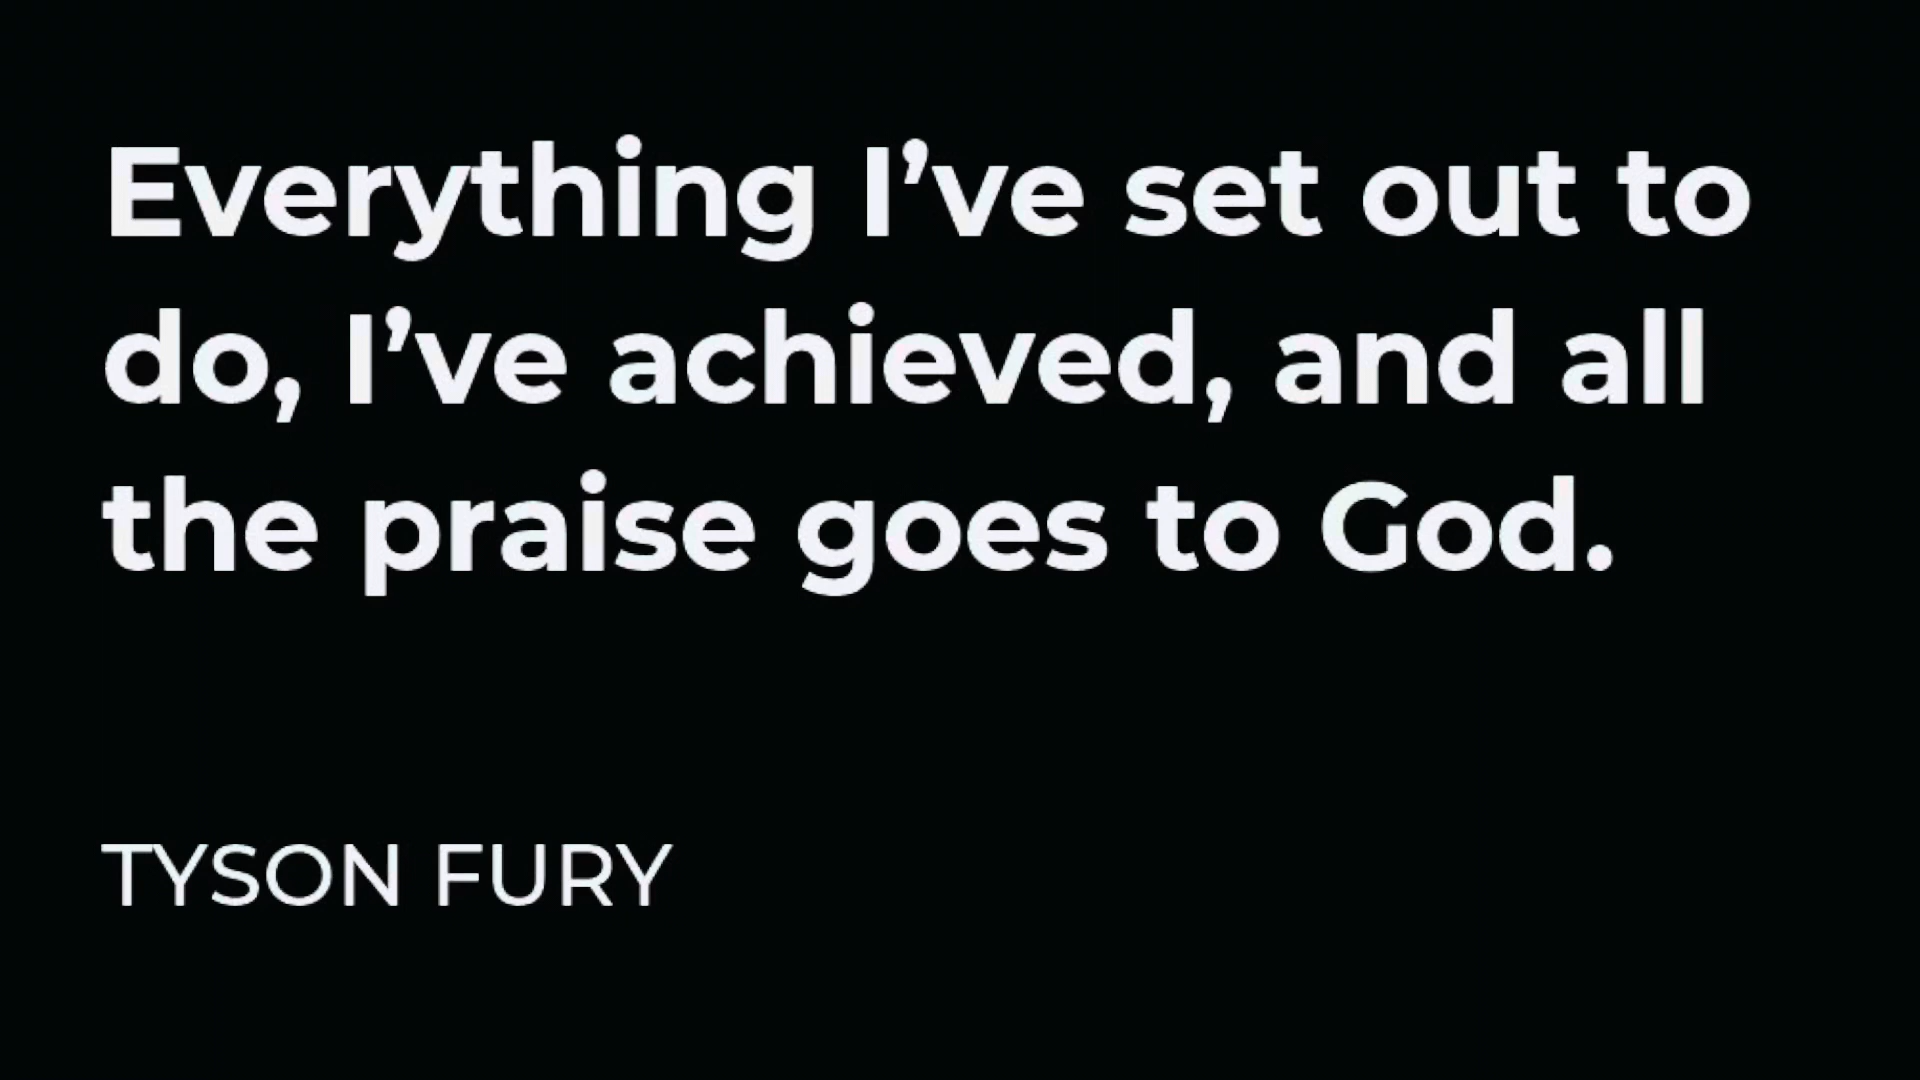 Everything I’ve set out to
do, I’ve achieved, and all
the praise goes to God.
TYSON FURY